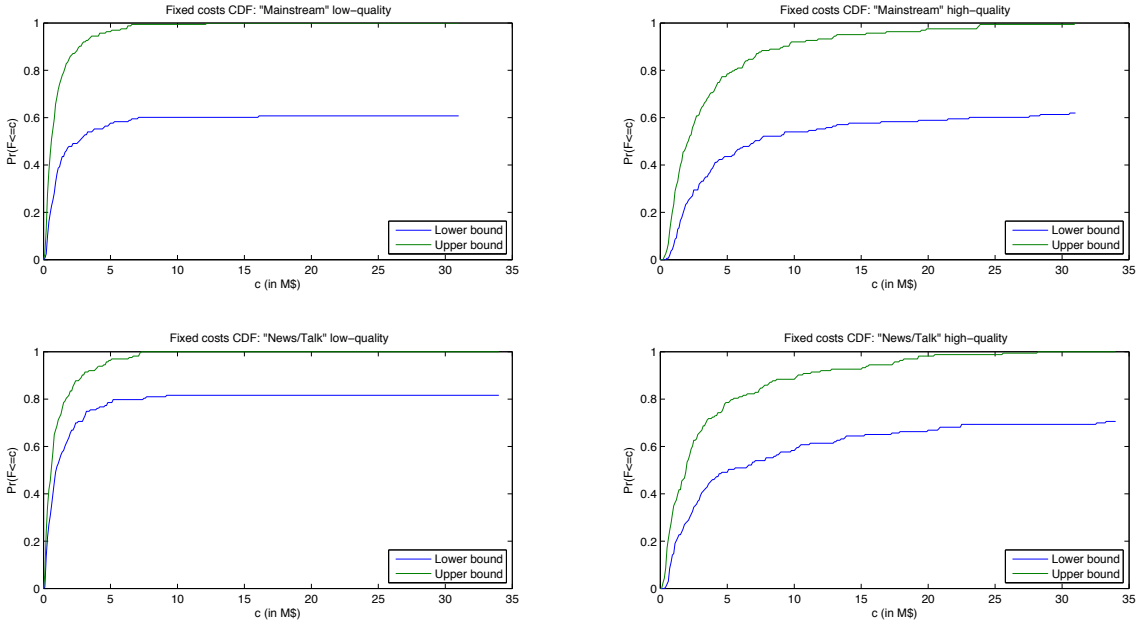 Fixed costs CDF: "Mainstream" low−quality
1
0.8
0.6
0.4
0.2
0
Pr(F<=c)
Lower bound
Upper bound
0 5 10 15 20 25 30 35
c (in M$)
Fixed costs CDF: "Mainstream" high−quality
1
0.8
0.6
0.4
0.2
0
Pr(F<=c)
Lower bound
Upper bound
0 5 10 15 20 25 30 35
c (in M$)
Fixed costs CDF: "News/Talk" low−quality
1
0.8
0.6
0.4
0.2
0
Pr(F<=c)
Lower bound
Upper bound
0 5 10 15 20 25 30 35
c (in M$)
Fixed costs CDF: "News/Talk" high−quality
1
0.8
0.6
0.4
0.2
0
Pr(F<=c)
Lower bound
Upper bound
0 5 10 15 20 25 30 35
c (in M$)